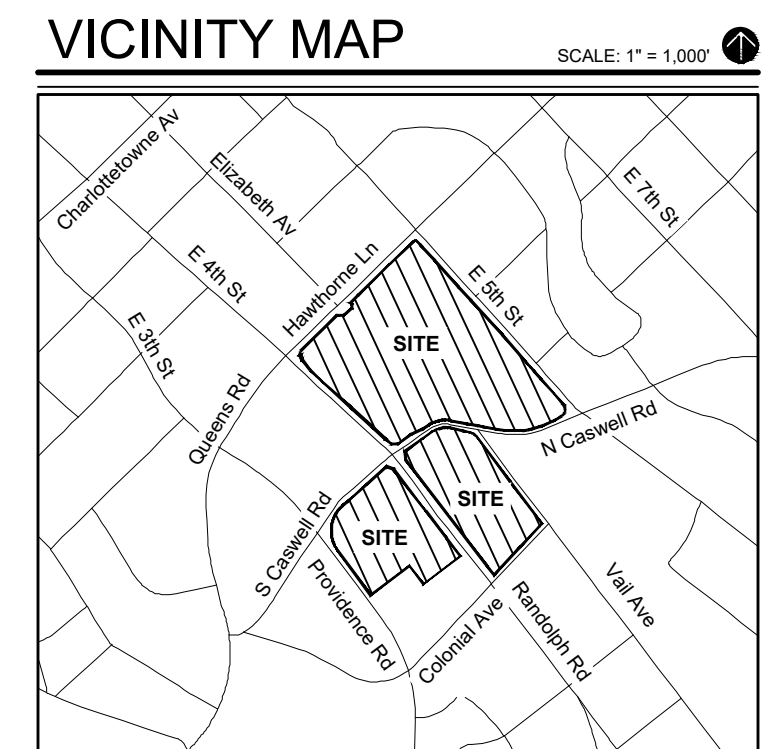 VICINITY MAP
SCALE: 1" = 1,000'
Charlottetowne Av
Elizabeth Av
E 7th St
E 4th St
Hawthorne Ln
E 5th St
E 3th St
SITE
Queens Rd
N Caswell Rd
S Caswell Rd
SITE
SITE
Providence Rd
Colonial Ave
Randolph Rd
Vail Ave